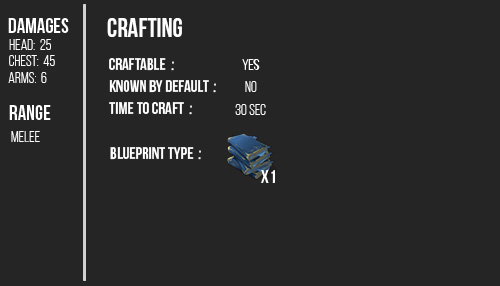 DAMAGES
HEAD: 25
CHEST: 45
ARMS: 6
RANGE
MELEE
CRAFTING
CRAFTABLE : YES
KNOWN BY DEFAULT : NO
TIME TO CRAFT : 30 SEC
BLUEPRINT TYPE : X1